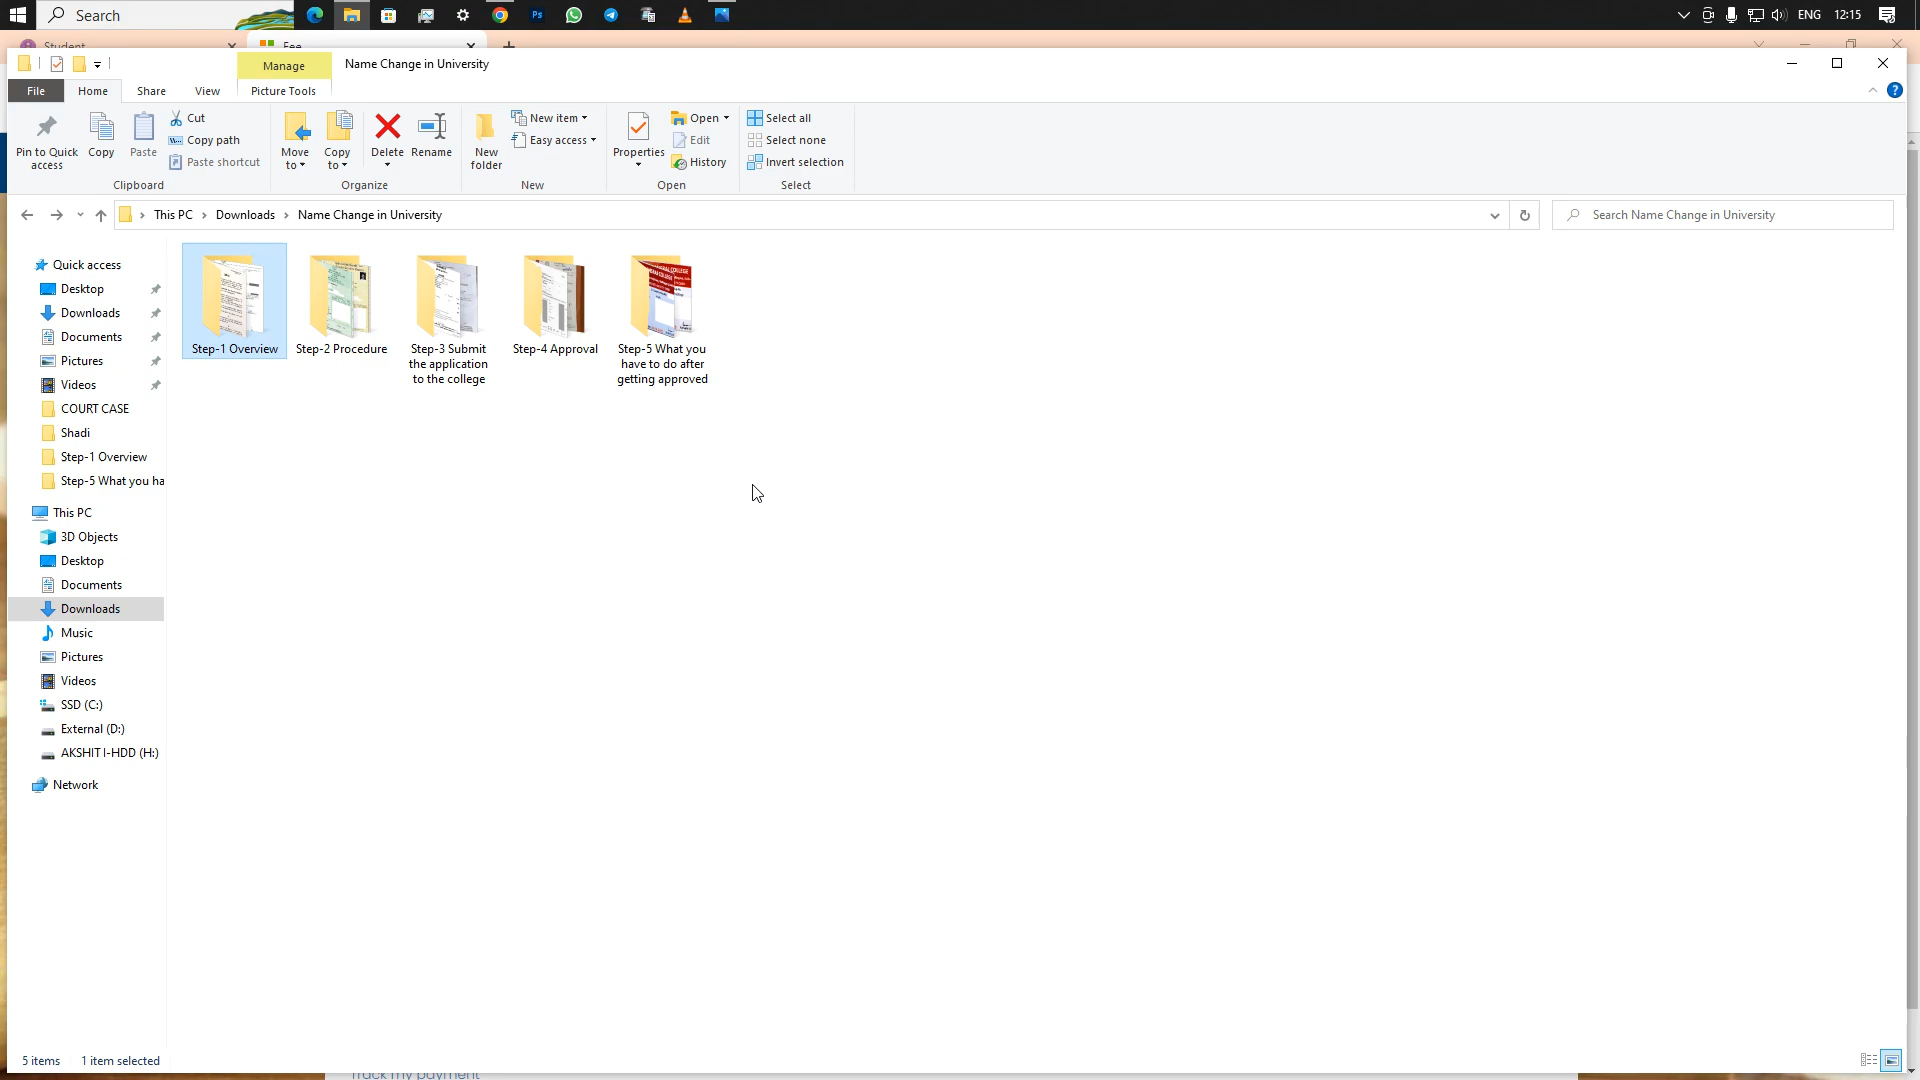 Search
Ps
ENG
12:15
Student
Fee
Manage
Name Change in University
File
Home
Share
View
Picture Tools
Pin to Quick access
Copy
Paste
Cut
Copy path
Paste shortcut
Clipboard
Move to
Copy to
Delete
Rename
Organize
New folder
New item
Easy access
New
Properties
Open
Edit
History
Open
Select all
Select none
Invert selection
Select
This PC
Downloads
Name Change in University
Search Name Change in University
Quick access
Desktop
Downloads
Documents
Pictures
Videos
COURT CASE
Shadi
Step-1 Overview
Step-5 What you ha
This PC
3D Objects
Desktop
Documents
Downloads
Music
Pictures
Videos
SSD (C:)
External (D:)
AKSHIT I-HDD (H:)
Network
Step-1 Overview
Step-2 Procedure
Step-3 Submit
the application
to the college
Step-4 Approval
Step-5 What you
have to do after
getting approved
5 items
1 item selected
Track my payment